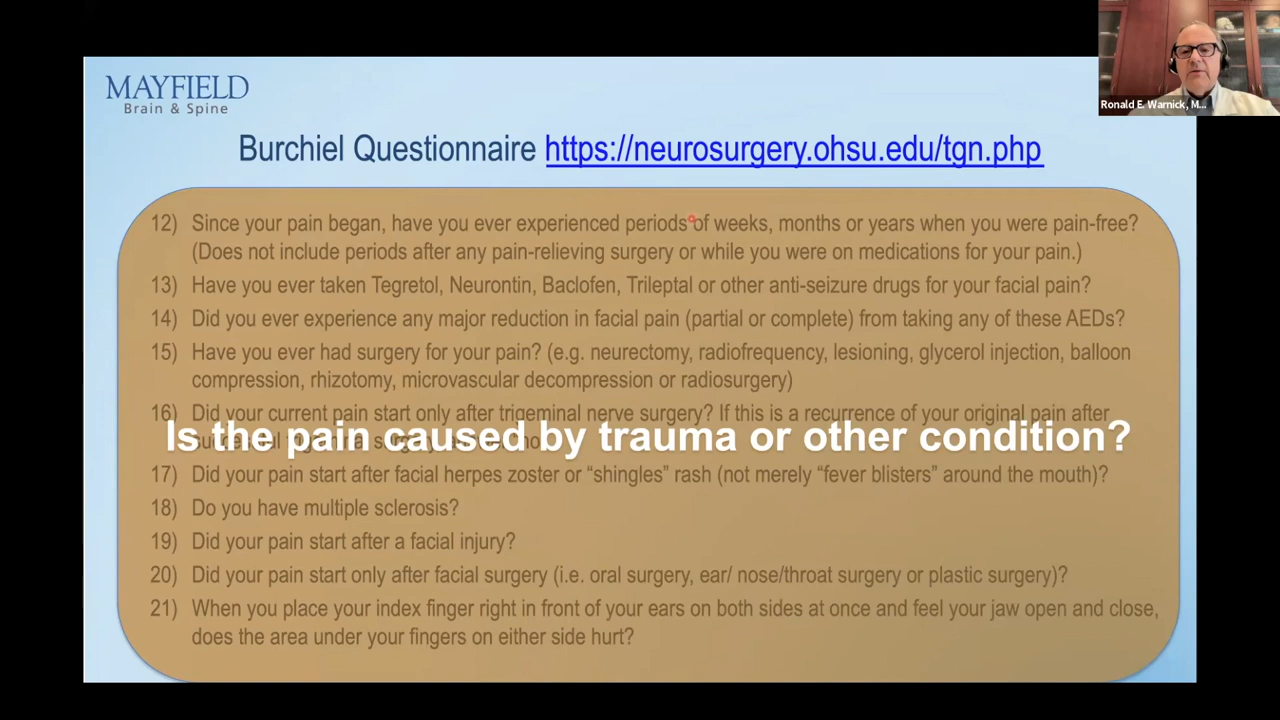 MAYFIELD
Brain & Spine
Ronald E. Warnick, M...
Burchiel Questionnaire https://neurosurgery.ohsu.edu/tgn.php
12) Since your pain began, have you ever experienced periods of weeks, months or years when you were pain-free?
(Does not include periods after any pain-relieving surgery or while you were on medications for your pain.)
13) Have you ever taken Tegretol, Neurontin, Baclofen, Trileptal or other anti-seizure drugs for your facial pain?
14) Did you ever experience any major reduction in facial pain (partial or complete) from taking any of these AEDs?
15) Have you ever had surgery for your pain? (e.g. neurectomy, radiofrequency, lesioning, glycerol injection, balloon
compression, rhizotomy, microvascular decompression or radiosurgery)
16) Did your current pain start only after trigeminal nerve surgery? If this is a recurrence of your original pain after
Is the pain caused by trauma or other condition?
17) Did your pain start after facial herpes zoster or “shingles” rash (not merely “fever blisters” around the mouth)?
18) Do you have multiple sclerosis?
19) Did your pain start after a facial injury?
20) Did your pain start only after facial surgery (i.e. oral surgery, ear/ nose/throat surgery or plastic surgery)?
21) When you place your index finger right in front of your ears on both sides at once and feel your jaw open and close,
does the area under your fingers on either side hurt?